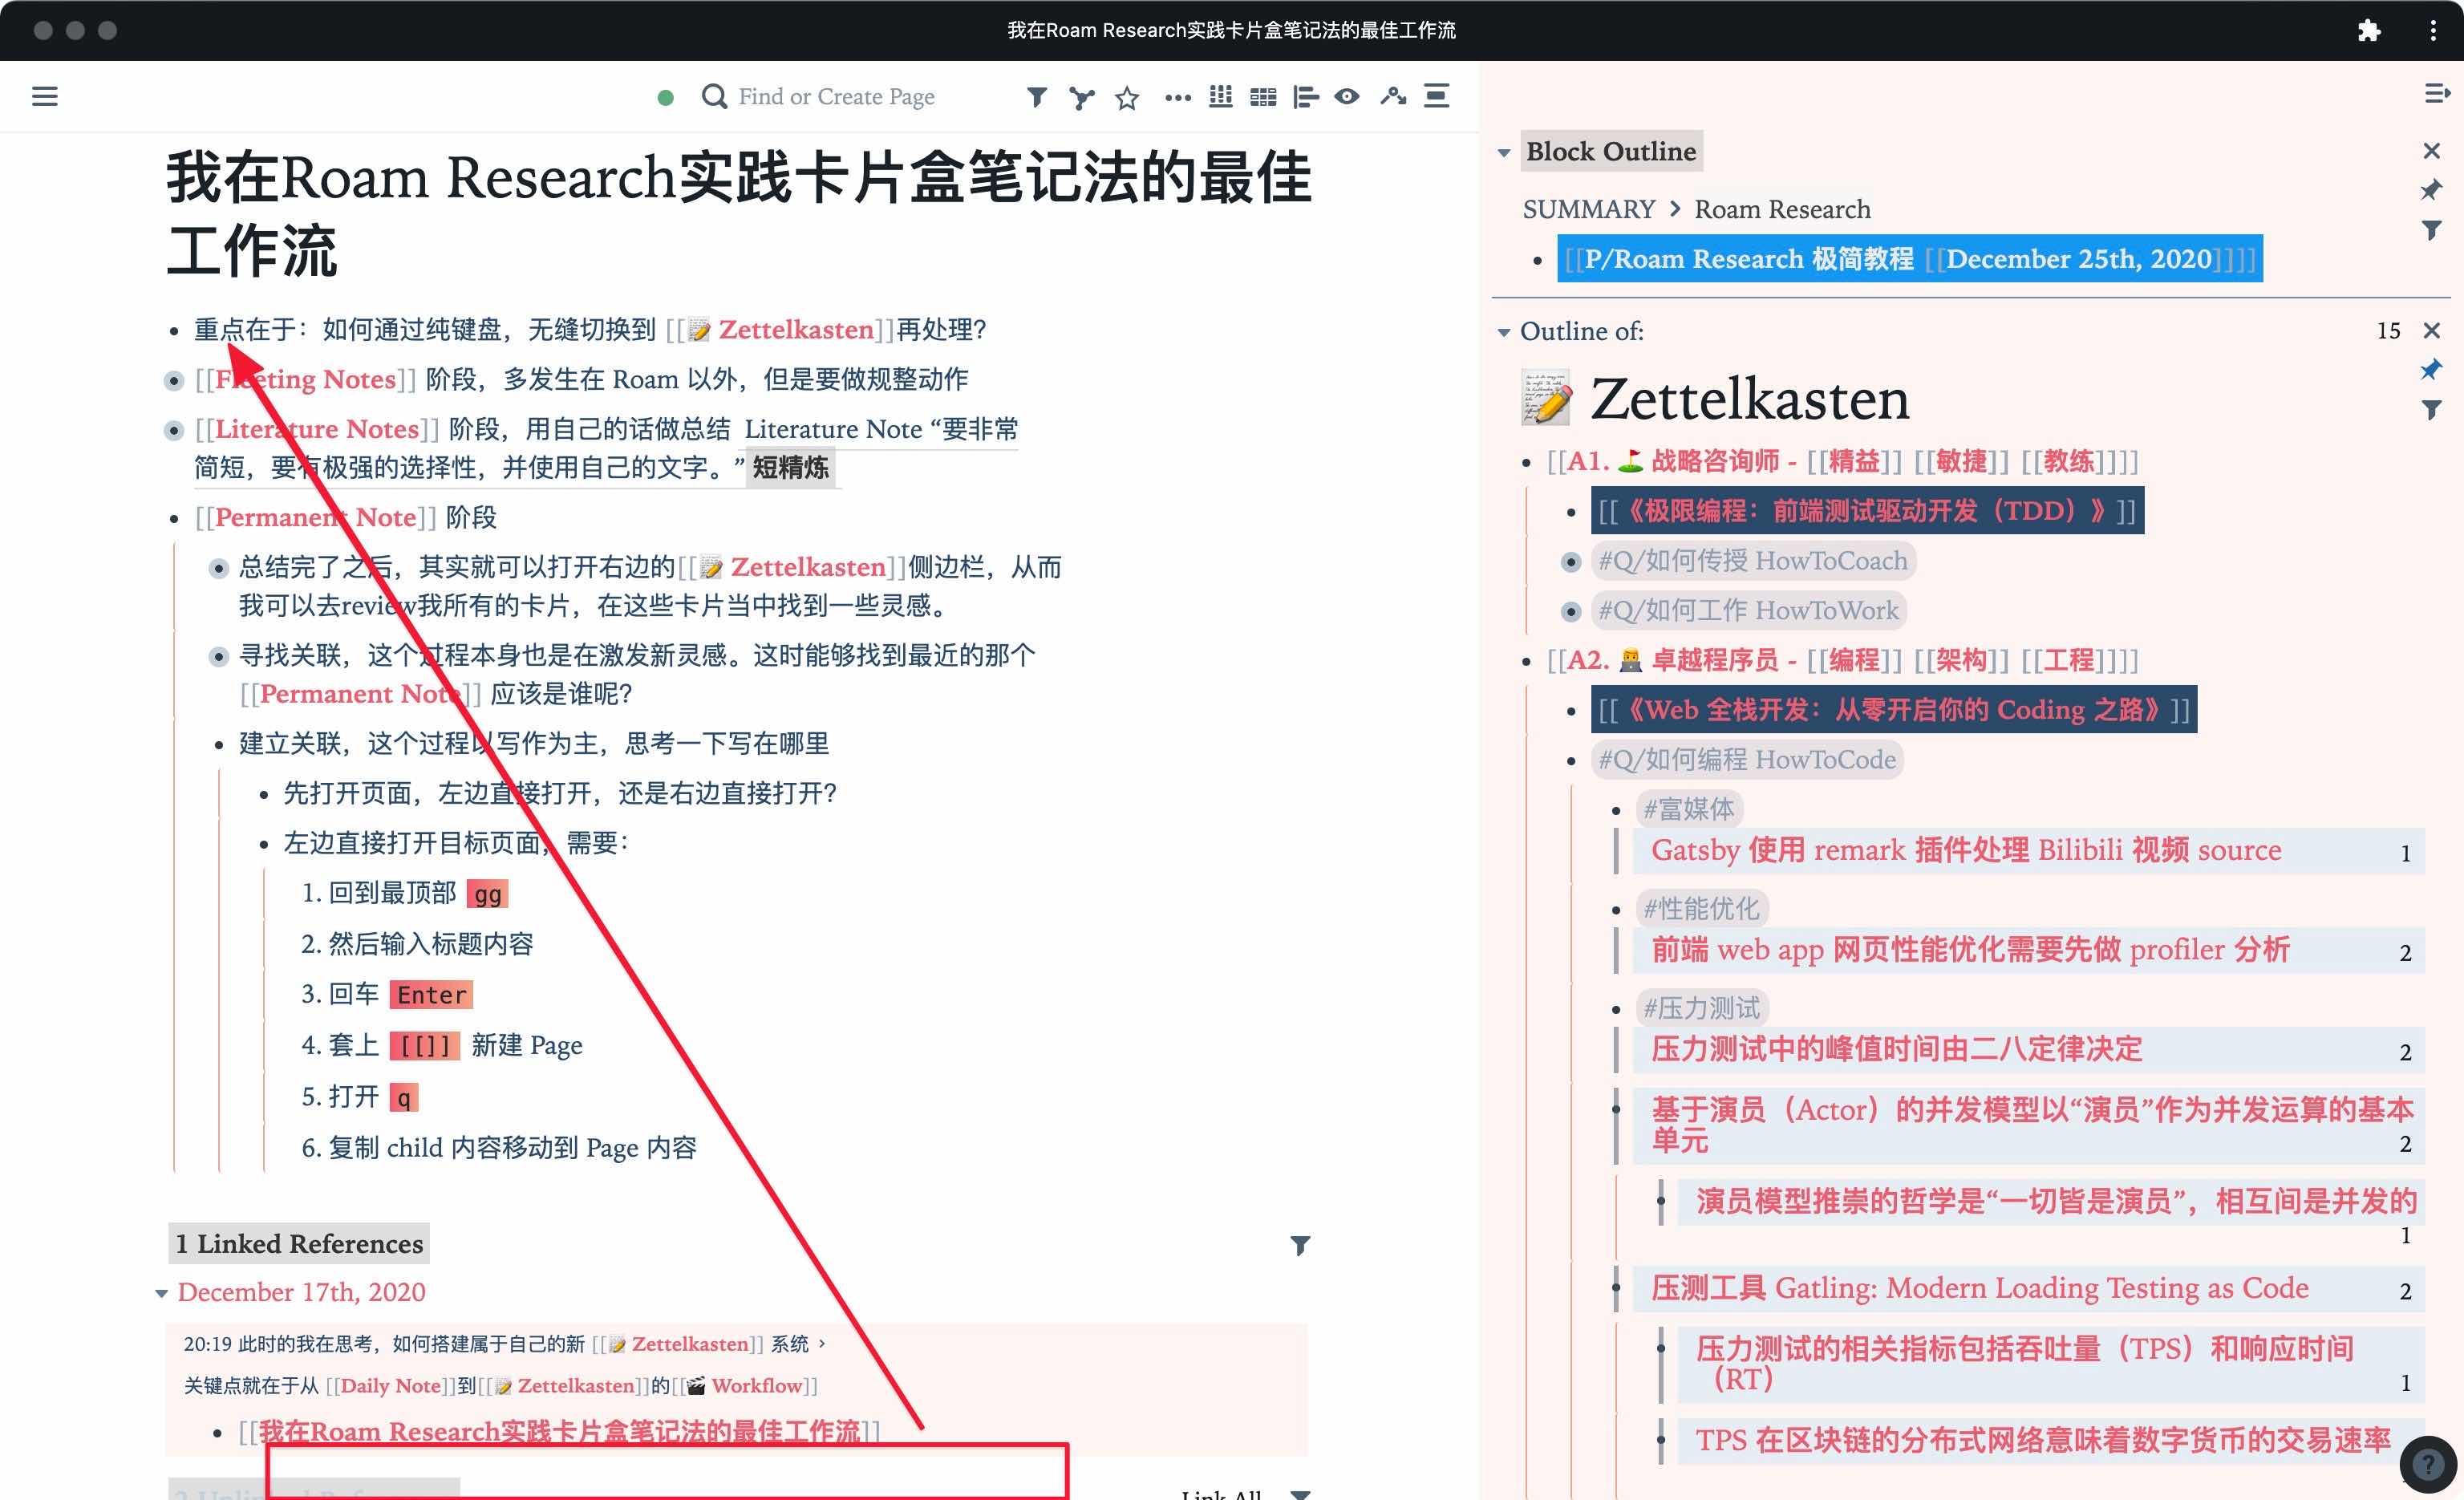 我在Roam Research实践卡片盒笔记法的最佳工作流
Find or Create Page
我在Roam Research实践卡片盒笔记法的最佳
工作流
重点在于：如何通过纯键盘，无缝切换到 [[📝 Zettelkasten]]再处理？
[[Fleeting Notes]] 阶段，多发生在 Roam 以外，但是要做规整动作
[[Literature Notes]] 阶段，用自己的话做总结 Literature Note “要非常
简短，要有极强的选择性，并使用自己的文字。” 短精炼
[[Permanent Note]] 阶段
总结完了之后，其实就可以打开右边的[[📝 Zettelkasten]]侧边栏，从而
我可以去review我所有的卡片，在这些卡片当中找到一些灵感。
寻找关联，这个过程本身也是在激发新灵感。这时能够找到最近的那个
[[Permanent Note]] 应该是谁呢？
建立关联，这个过程以写作为主，思考一下写在哪里
先打开页面，左边直接打开，还是右边直接打开？
左边直接打开目标页面，需要：
1. 回到最顶部 gg
2. 然后输入标题内容
3. 回车 Enter
4. 套上 [[]] 新建 Page
5. 打开 q
6. 复制 child 内容移动到 Page 内容
1 Linked References
December 17th, 2020
20:19 此时的我在思考，如何搭建属于自己的新 [[📝 Zettelkasten]] 系统 ›
关键点就在于从 [[Daily Note]]到[[📝 Zettelkasten]]的[[🎬 Workflow]]
[[我在Roam Research实践卡片盒笔记法的最佳工作流]]
Link All
Block Outline
SUMMARY > Roam Research
[[P/Roam Research 极简教程 [[December 25th, 2020]]]]
Outline of:
15
📝 Zettelkasten
[[A1. ⛳ 战略咨询师 - [[精益]] [[敏捷]] [[教练]]]]
[[《极限编程：前端测试驱动开发（TDD）》]]
#Q/如何传授 HowToCoach
#Q/如何工作 HowToWork
[[A2. 👨‍💻 卓越程序员 - [[编程]] [[架构]] [[工程]]]]
[[《Web 全栈开发：从零开启你的 Coding 之路》]]
#Q/如何编程 HowToCode
#富媒体
Gatsby 使用 remark 插件处理 Bilibili 视频 source 1
#性能优化
前端 web app 网页性能优化需要先做 profiler 分析 2
#压力测试
压力测试中的峰值时间由二八定律决定 2
基于演员（Actor）的并发模型以“演员”作为并发运算的基本
单元 2
演员模型推崇的哲学是“一切皆是演员”，相互间是并发的
1
压测工具 Gatling: Modern Loading Testing as Code 2
压力测试的相关指标包括吞吐量（TPS）和响应时间
（RT） 1
TPS 在区块链的分布式网络意味着数字货币的交易速率
?